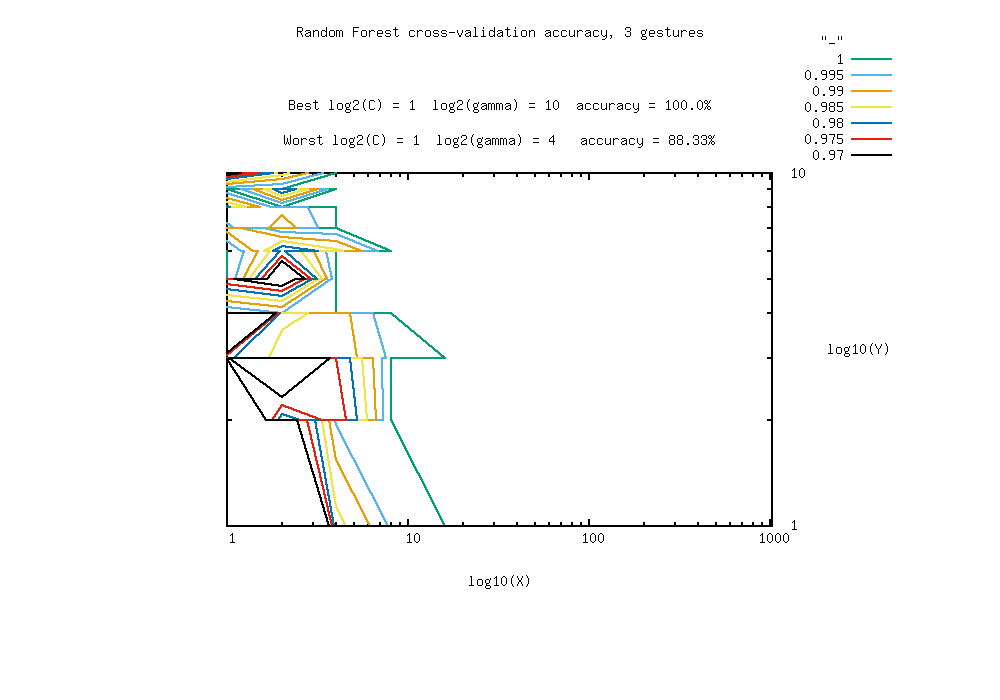 Random Forest cross-validation accuracy, 3 gestures
"_"
1
0.995
0.99
0.985
0.98
0.975
0.97
Best log2(C) = 1 log2(gamma) = 10 accuracy = 100.0%
Worst log2(C) = 1 log2(gamma) = 4 accuracy = 88.33%
10
log10(Y)
1
1 10 100 1000
log10(X)